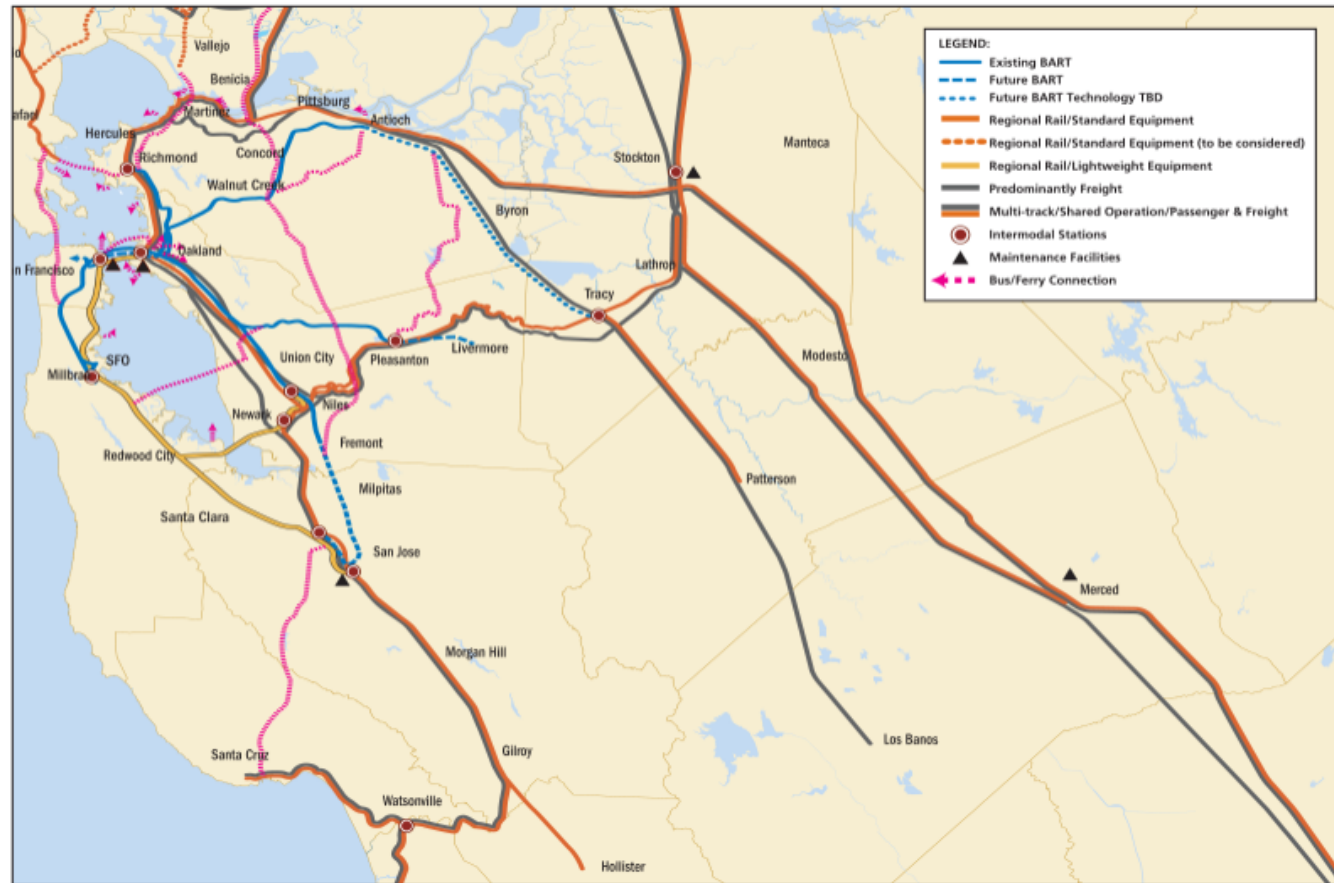 Vallejo
Benicia
Pittsburg
Martinez
Antioch
Hercules
Concord
Richmond
Walnut Creek
Stockton
Manteca
Byron
Oakland
n Francisco
Lathrop
Tracy
Livermore
Pleasanton
Union City
SFO
Modesto
Newark
Niles
Fremont
Redwood City
Patterson
Milpitas
Santa Clara
San Jose
Merced
Morgan Hill
Los Banos
Gilroy
Santa Cruz
Watsonville
Hollister
LEGEND:
Existing BART
Future BART
Future BART Technology TBD
Regional Rail/Standard Equipment
Regional Rail/Standard Equipment (to be considered)
Regional Rail/Lightweight Equipment
Predominantly Freight
Multi-track/Shared Operation/Passenger & Freight
Intermodal Stations
Maintenance Facilities
Bus/Ferry Connection